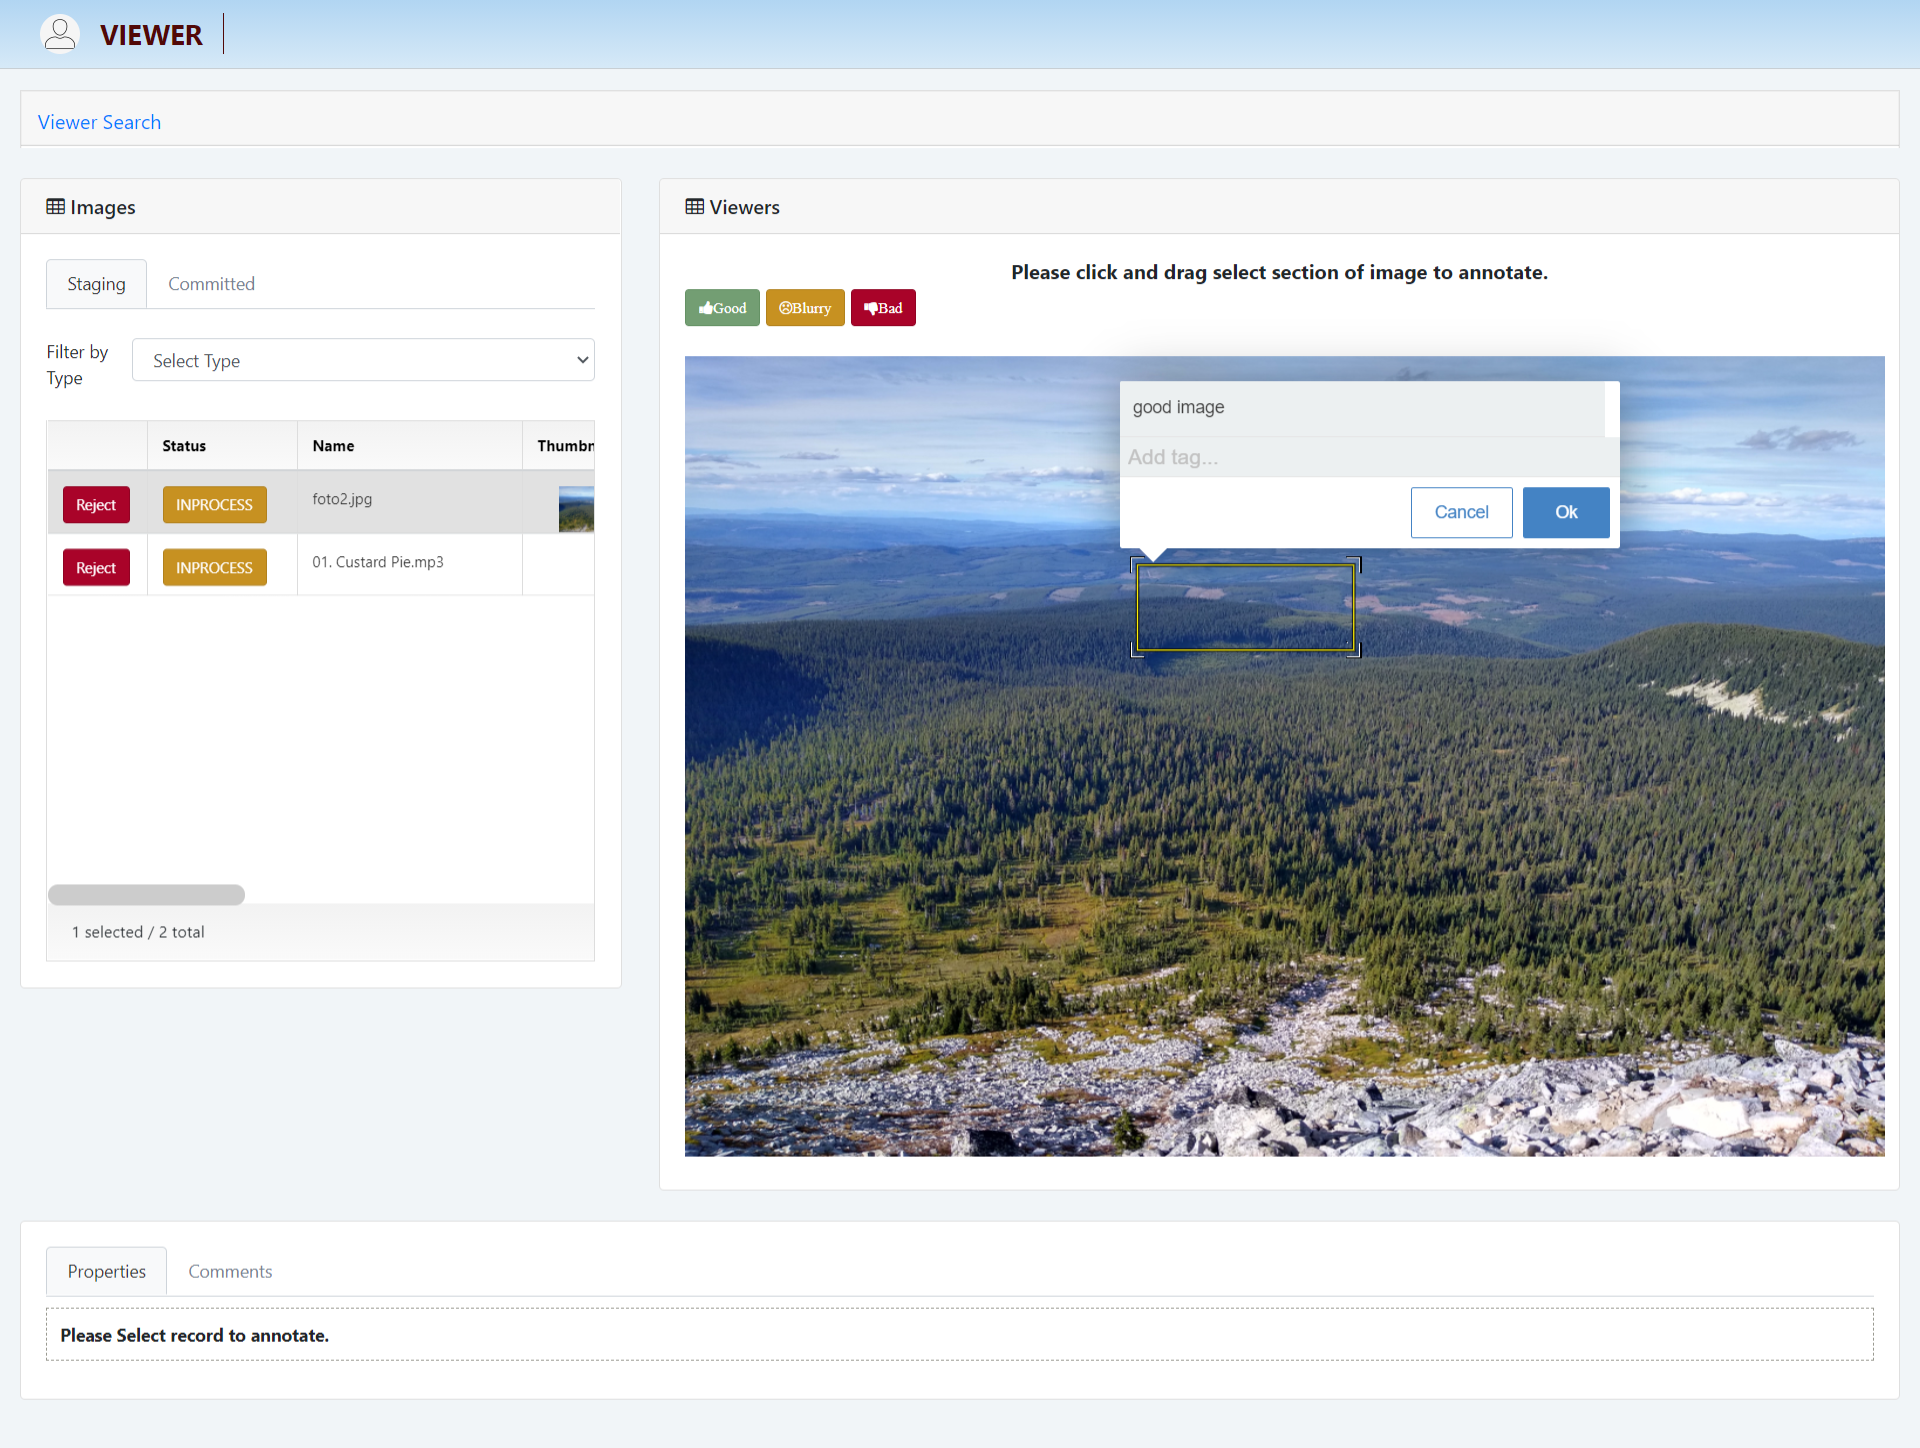 VIEWER
Viewer Search
Images
Staging
Committed
Filter by
Type
Select Type
Status
Name
Thumbn
Reject
INPROCESS
foto2.jpg
Reject
INPROCESS
01. Custard Pie.mp3
1 selected / 2 total
Viewers
Please click and drag select section of image to annotate.
Good
Blurry
Bad
good image
Add tag...
Cancel
Ok
Properties
Comments
Please Select record to annotate.